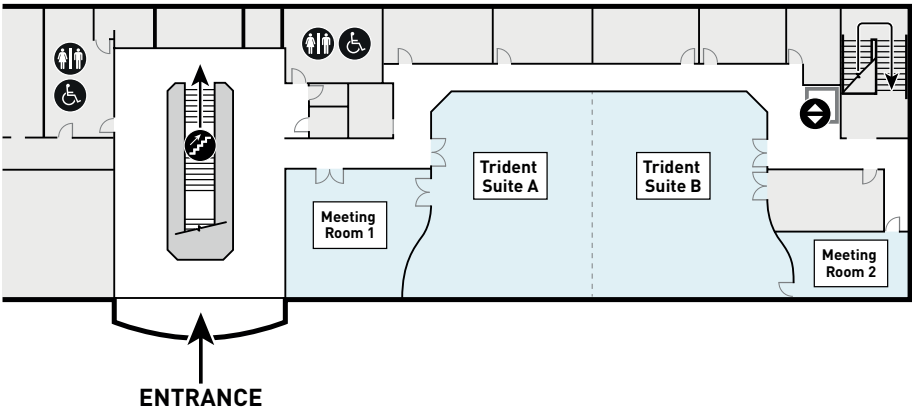 Trident
Suite A
Trident
Suite B
Meeting
Room 1
Meeting
Room 2
ENTRANCE